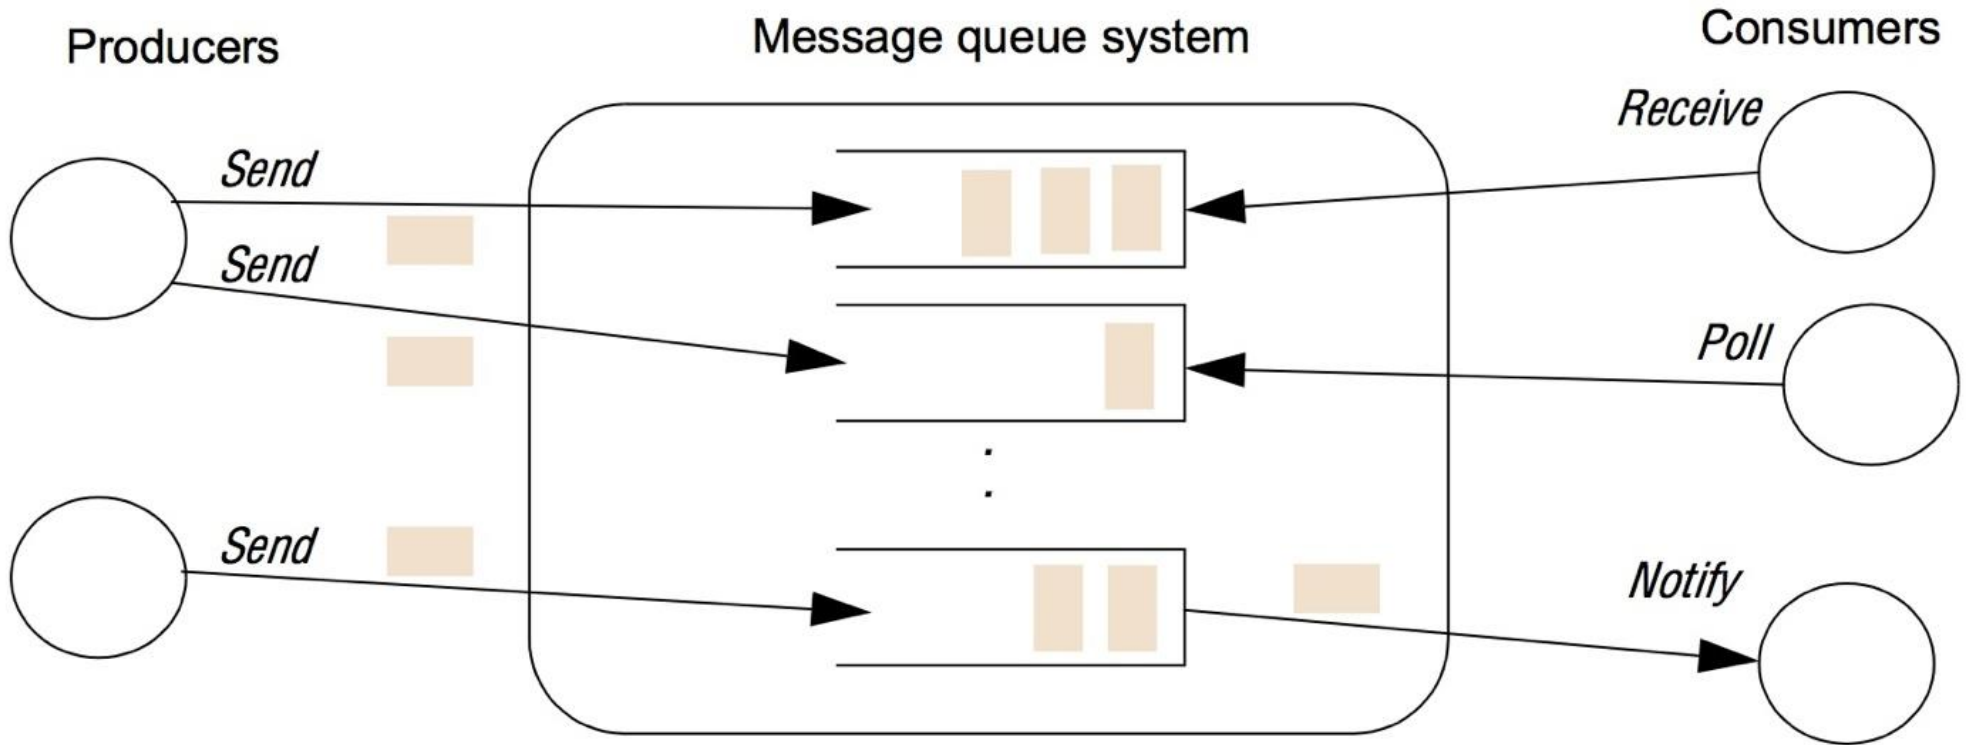 Producers
Message queue system
Consumers
Send
Send
Send
Receive
Poll
Notify